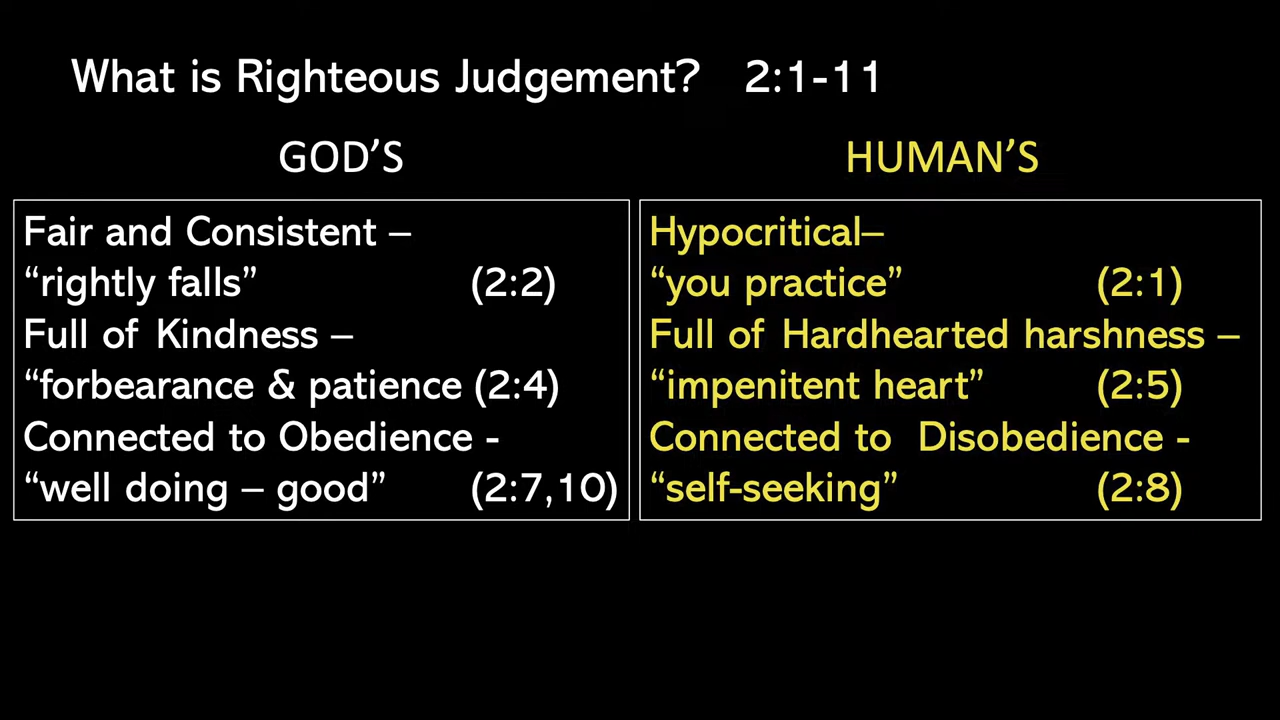 What is Righteous Judgement? 2:1-11
GOD’S
Fair and Consistent –
“rightly falls” (2:2)
Full of Kindness –
“forbearance & patience (2:4)
Connected to Obedience -
“well doing – good” (2:7,10)
HUMAN’S
Hypocritical–
“you practice” (2:1)
Full of Hardhearted harshness –
“impenitent heart” (2:5)
Connected to Disobedience -
“self-seeking” (2:8)